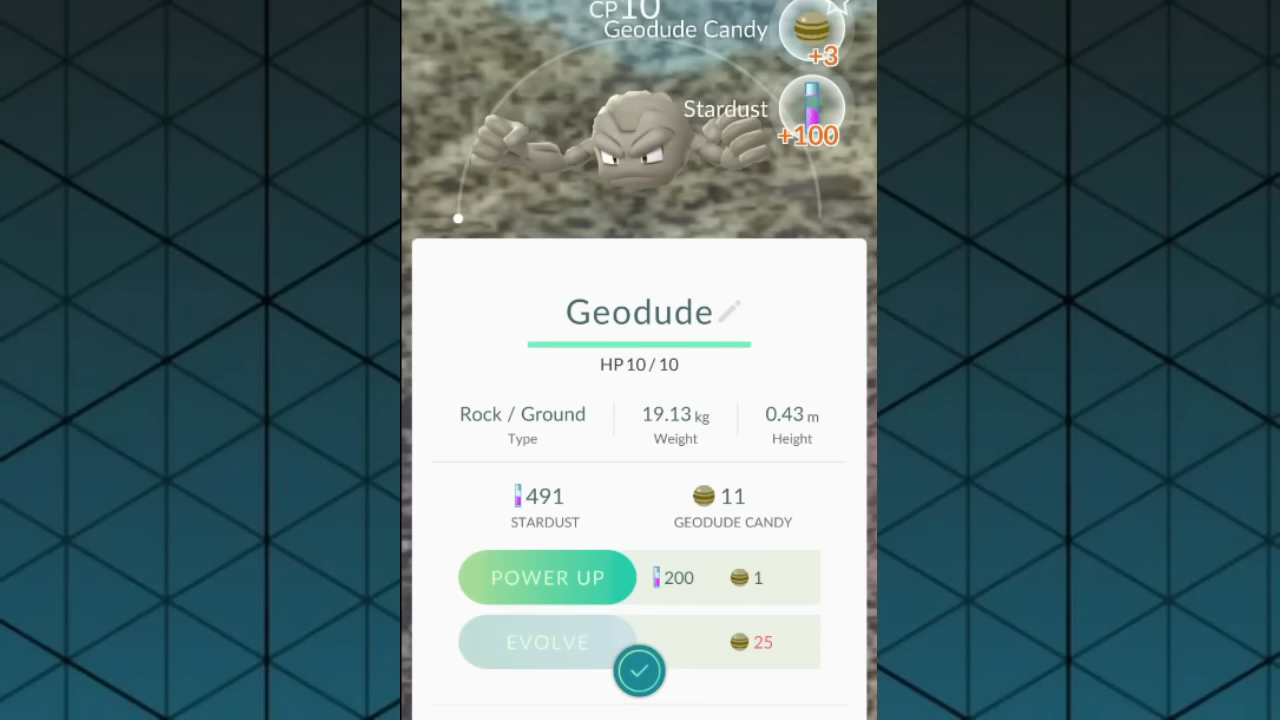 CP10
Geodude Candy
+3
Stardust
+100
Geodude
HP 10 / 10
Rock / Ground
Type
19.13 kg
Weight
0.43 m
Height
491
STARDUST
11
GEODUDE CANDY
POWER UP 200 1
EVOLVE 25